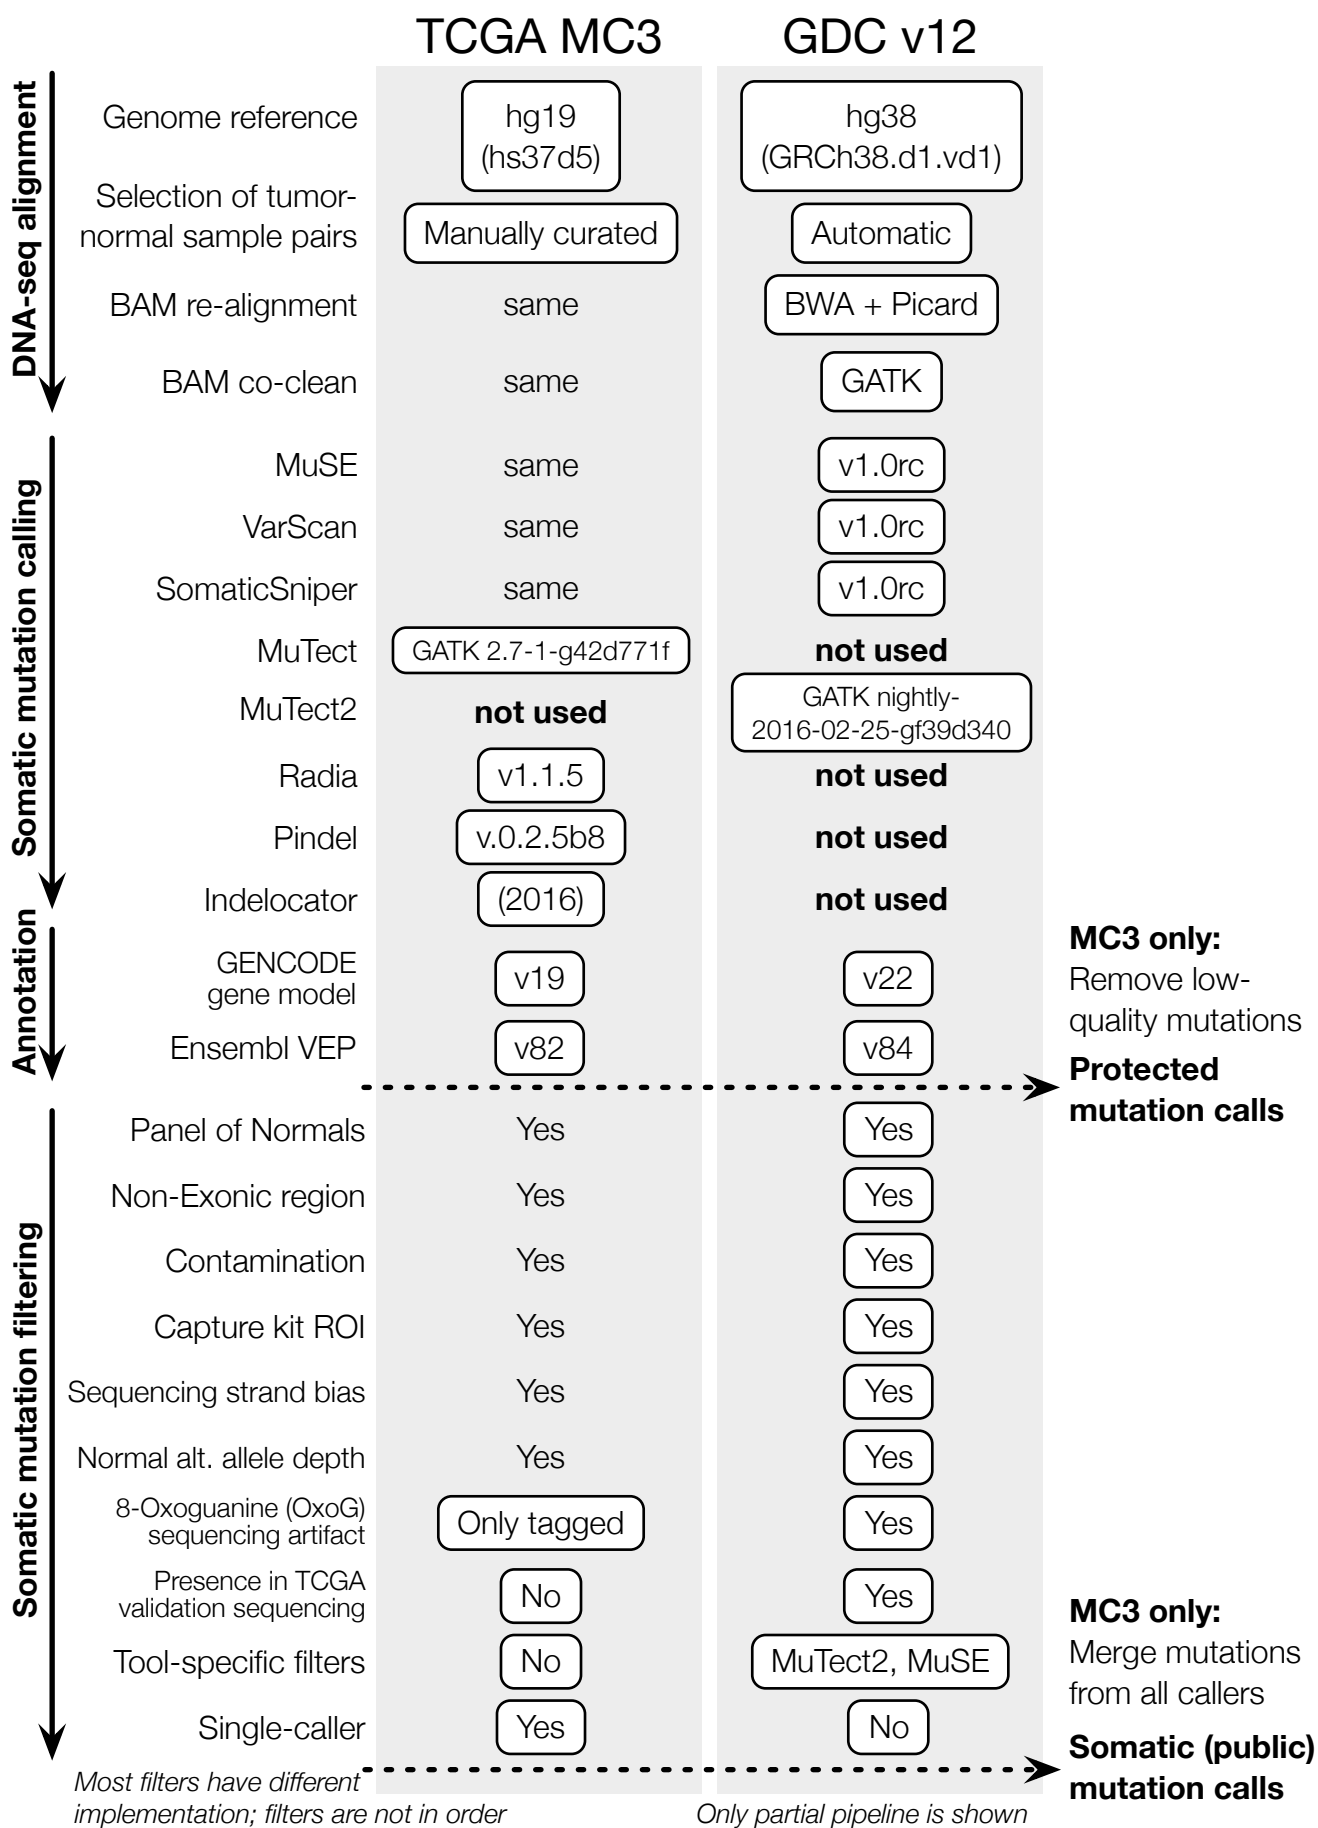 TCGA MC3
GDC v12
DNA-seq alignment
Genome reference
hg19
(hs37d5)
hg38
(GRCh38.d1.vd1)
Selection of tumor-
normal sample pairs
Manually curated
Automatic
BAM re-alignment
same
BWA + Picard
BAM co-clean
same
GATK
Somatic mutation calling
MuSE
same
v1.0rc
VarScan
same
v1.0rc
SomaticSniper
same
v1.0rc
MuTect
GATK 2.7-1-g42d771f
not used
MuTect2
not used
GATK nightly-
2016-02-25-gf39d340
Radia
v1.1.5
not used
Pindel
v.0.2.5b8
not used
Indelocator
(2016)
not used
Annotation
GENCODE
gene model
v19
v22
Ensembl VEP
v82
v84
MC3 only:
Remove low-
quality mutations
Protected
mutation calls
Somatic mutation filtering
Panel of Normals
Yes
Yes
Non-Exonic region
Yes
Yes
Contamination
Yes
Yes
Capture kit ROI
Yes
Yes
Sequencing strand bias
Yes
Yes
Normal alt. allele depth
Yes
Yes
8-Oxoguanine (OxoG)
sequencing artifact
Only tagged
Yes
Presence in TCGA
validation sequencing
No
Yes
Tool-specific filters
No
MuTect2, MuSE
Single-caller
Yes
No
MC3 only:
Merge mutations
from all callers
Somatic (public)
mutation calls
Most filters have different
implementation; filters are not in order
Only partial pipeline is shown